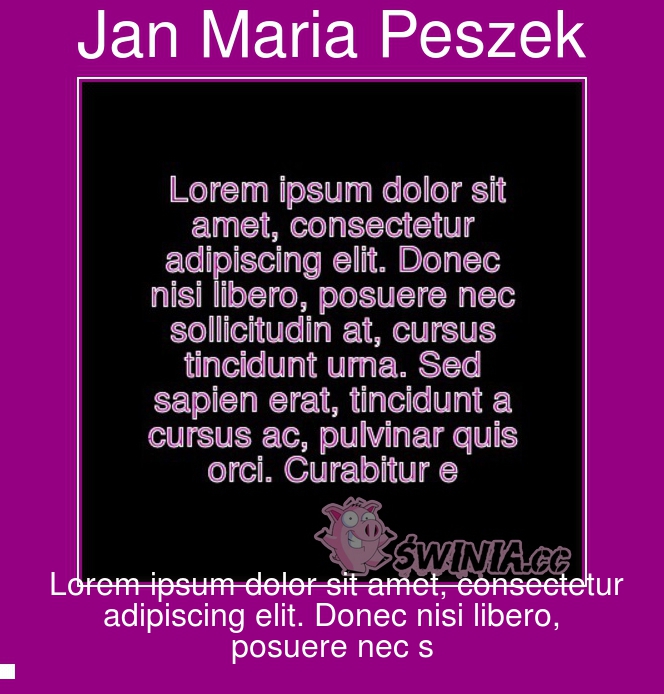 Jan Maria Peszek
Lorem ipsum dolor sit
amet, consectetur
adipiscing elit. Donec
nisi libero, posuere nec
sollicitudin at, cursus
tincidunt urna. Sed
sapien erat, tincidunt a
cursus ac, pulvinar quis
orci. Curabitur e
ŚWINIA.cc
Lorem ipsum dolor sit amet, consectetur
adipiscing elit. Donec nisi libero,
posuere nec s